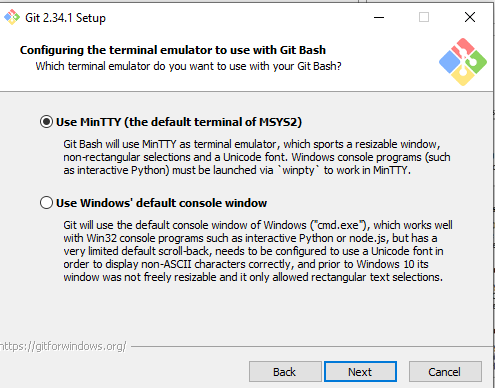 Git 2.34.1 Setup
Configuring the terminal emulator to use with Git Bash
Which terminal emulator do you want to use with your Git Bash?
Use MinTTY (the default terminal of MSYS2)
Git Bash will use MinTTY as terminal emulator, which sports a resizable window,
non-rectangular selections and a Unicode font. Windows console programs (such
as interactive Python) must be launched via `winpty` to work in MinTTY.
Use Windows' default console window
Git will use the default console window of Windows ("cmd.exe"), which works well
with Win32 console programs such as interactive Python or node.js, but has a
very limited default scroll-back, needs to be configured to use a Unicode font in
order to display non-ASCII characters correctly, and prior to Windows 10 its
window was not freely resizable and it only allowed rectangular text selections.
https://gitforwindows.org/
Back Next Cancel